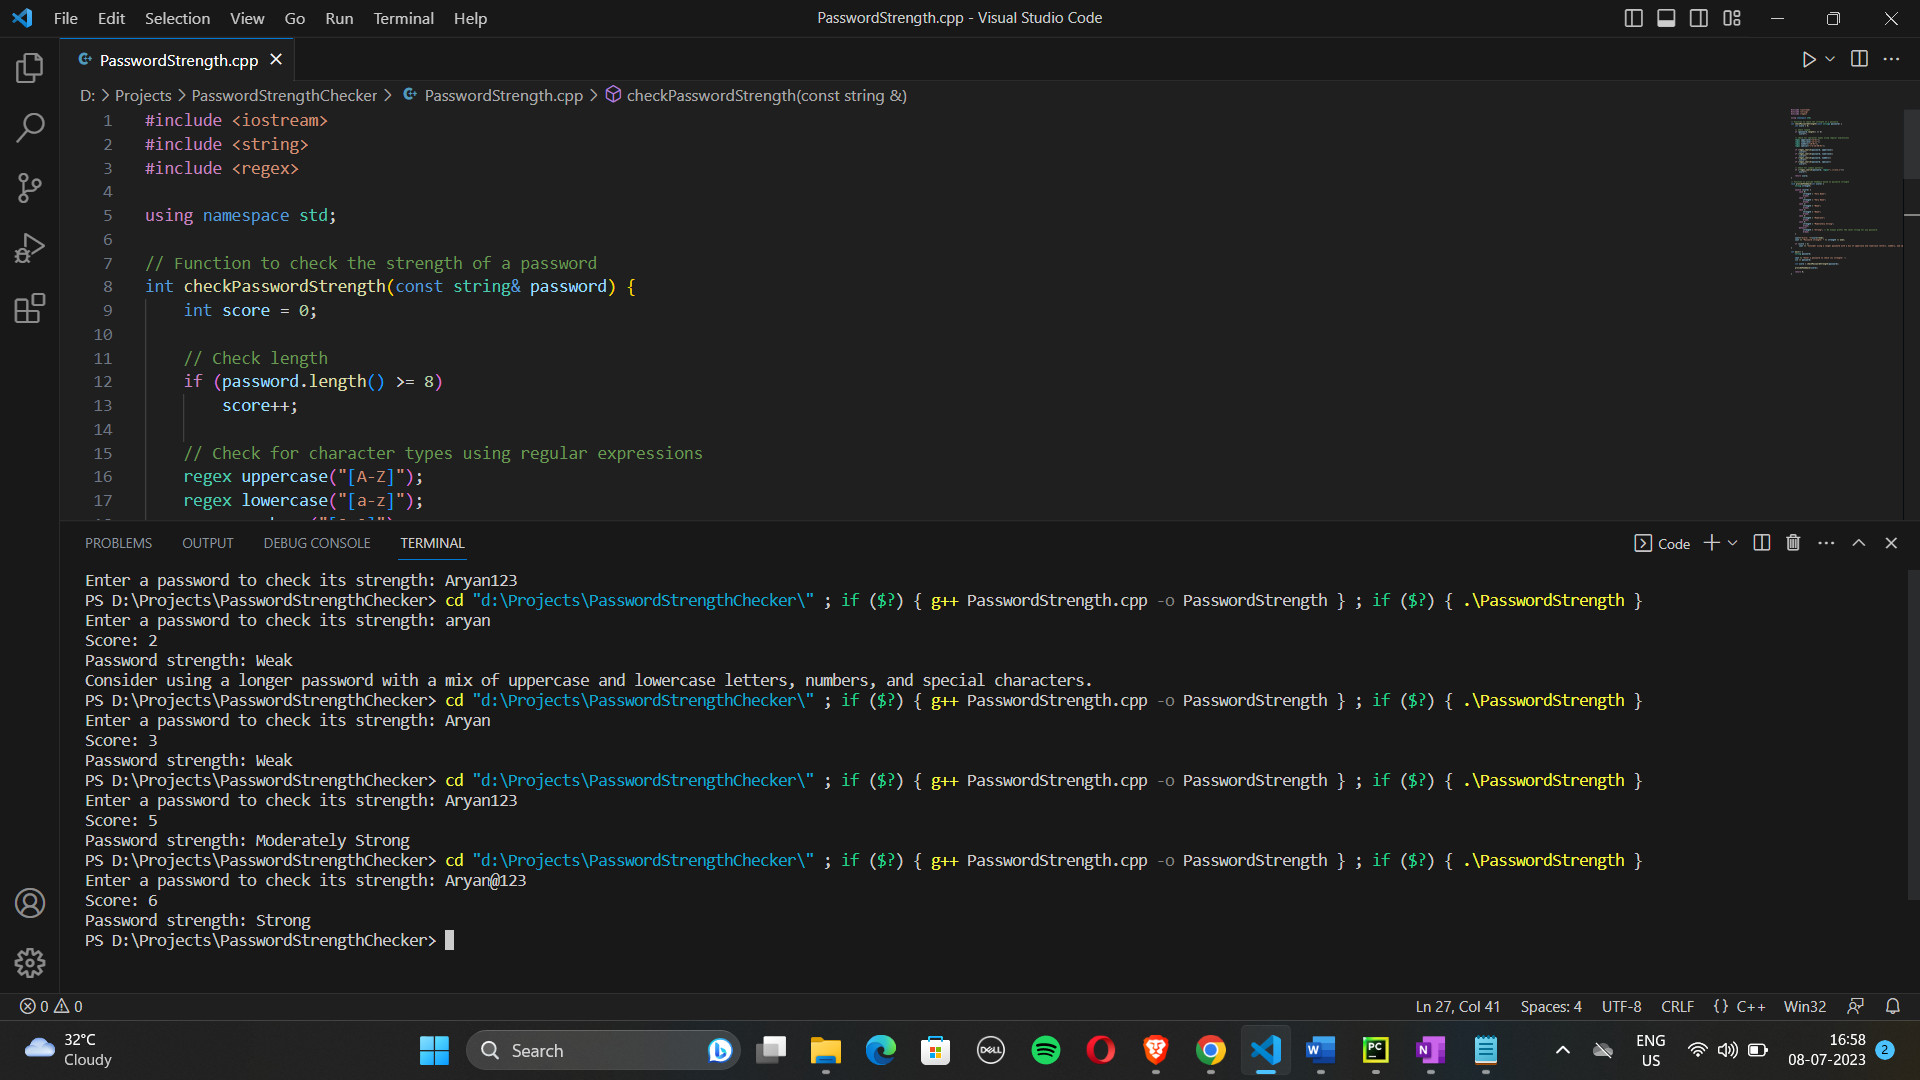 File Edit Selection View Go Run Terminal Help
PasswordStrength.cpp - Visual Studio Code
PasswordStrength.cpp
D: > Projects > PasswordStrengthChecker > PasswordStrength.cpp > checkPasswordStrength(const string &)
1 #include <iostream>
2 #include <string>
3 #include <regex>
4
5 using namespace std;
6
7 // Function to check the strength of a password
8 int checkPasswordStrength(const string& password) {
9 int score = 0;
10
11 // Check length
12 if (password.length() >= 8)
13 score++;
14
15 // Check for character types using regular expressions
16 regex uppercase("[A-Z]");
17 regex lowercase("[a-z]");
PROBLEMS OUTPUT DEBUG CONSOLE TERMINAL
Code
Enter a password to check its strength: Aryan123
PS D:\Projects\PasswordStrengthChecker> cd "d:\Projects\PasswordStrengthChecker\" ; if ($?) { g++ PasswordStrength.cpp -o PasswordStrength } ; if ($?) { .\PasswordStrength }
Enter a password to check its strength: aryan
Score: 2
Password strength: Weak
Consider using a longer password with a mix of uppercase and lowercase letters, numbers, and special characters.
PS D:\Projects\PasswordStrengthChecker> cd "d:\Projects\PasswordStrengthChecker\" ; if ($?) { g++ PasswordStrength.cpp -o PasswordStrength } ; if ($?) { .\PasswordStrength }
Enter a password to check its strength: Aryan
Score: 3
Password strength: Weak
PS D:\Projects\PasswordStrengthChecker> cd "d:\Projects\PasswordStrengthChecker\" ; if ($?) { g++ PasswordStrength.cpp -o PasswordStrength } ; if ($?) { .\PasswordStrength }
Enter a password to check its strength: Aryan123
Score: 5
Password strength: Moderately Strong
PS D:\Projects\PasswordStrengthChecker> cd "d:\Projects\PasswordStrengthChecker\" ; if ($?) { g++ PasswordStrength.cpp -o PasswordStrength } ; if ($?) { .\PasswordStrength }
Enter a password to check its strength: Aryan@123
Score: 6
Password strength: Strong
PS D:\Projects\PasswordStrengthChecker>
0 0
Ln 27, Col 41 Spaces: 4 UTF-8 CRLF {} C++ Win32
32°C
Cloudy
Search
DELL
W
PC
N
ENG
US
16:58
08-07-2023
2